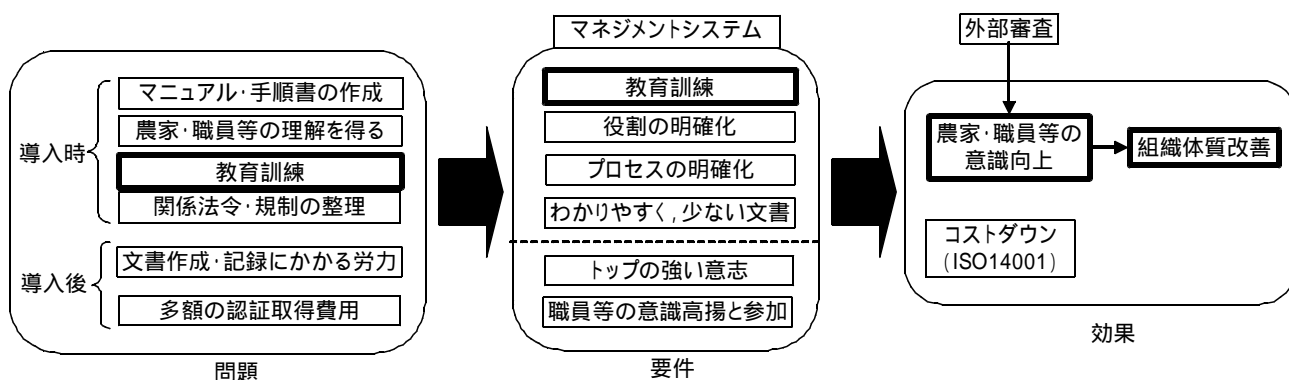 導入時
マニュアル・手順書の作成
農家・職員等の理解を得る
教育訓練
関係法令・規制の整理
導入後
文書作成・記録にかかる労力
多額の認証取得費用
問題
マネジメントシステム
教育訓練
役割の明確化
プロセスの明確化
わかりやすく,少ない文書
トップの強い意志
職員等の意識高揚と参加
要件
外部審査
農家・職員等の
意識向上
組織体質改善
コストダウン
(ISO14001)
効果